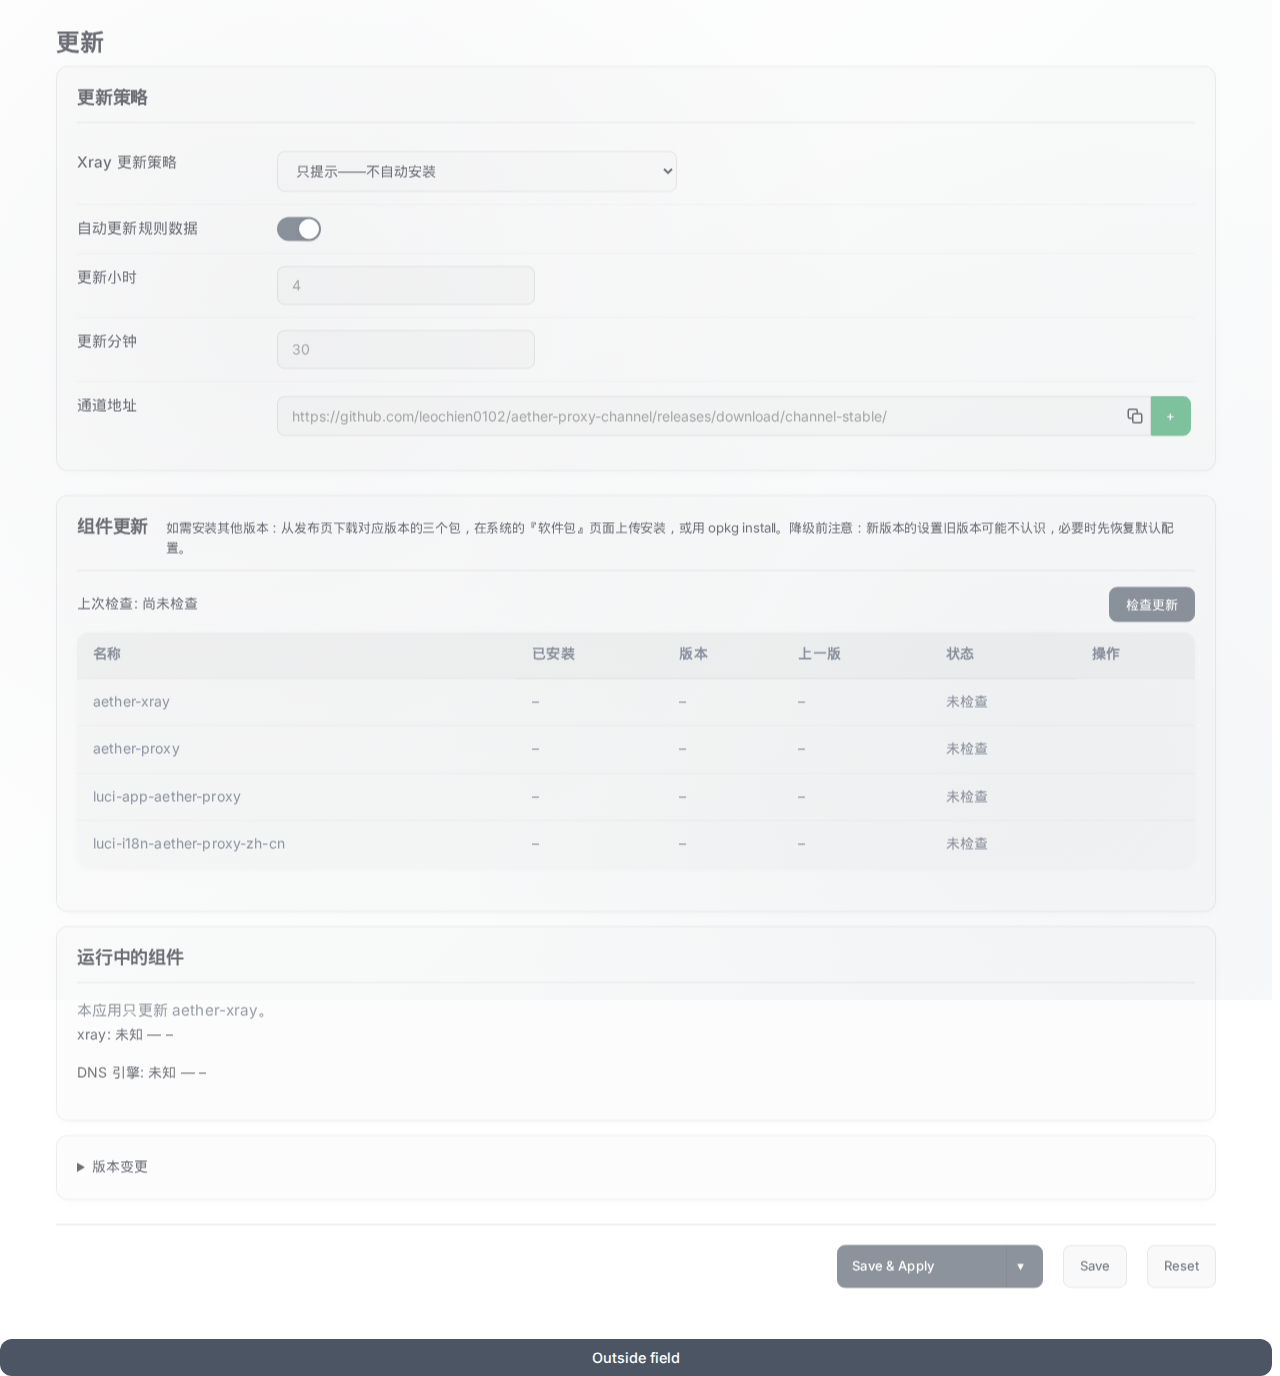 更新
更新策略
Xray 更新策略
只提示——不自动安装
自动更新规则数据
更新小时
4
更新分钟
30
通道地址
https://github.com/leochien0102/aether-proxy-channel/releases/download/channel-stable/
+
组件更新
如需安装其他版本：从发布页下载对应版本的三个包，在系统的『软件包』页面上传安装，或用 opkg install。降级前注意：新版本的设置旧版本可能不认识，必要时先恢复默认配
置。
上次检查: 尚未检查
检查更新
名称 已安装 版本 上一版 状态 操作
aether-xray – – – 未检查
aether-proxy – – – 未检查
luci-app-aether-proxy – – – 未检查
luci-i18n-aether-proxy-zh-cn – – – 未检查
运行中的组件
本应用只更新 aether-xray。
xray: 未知 — –
DNS 引擎: 未知 — –
版本变更
Save & Apply
Save
Reset
Outside field